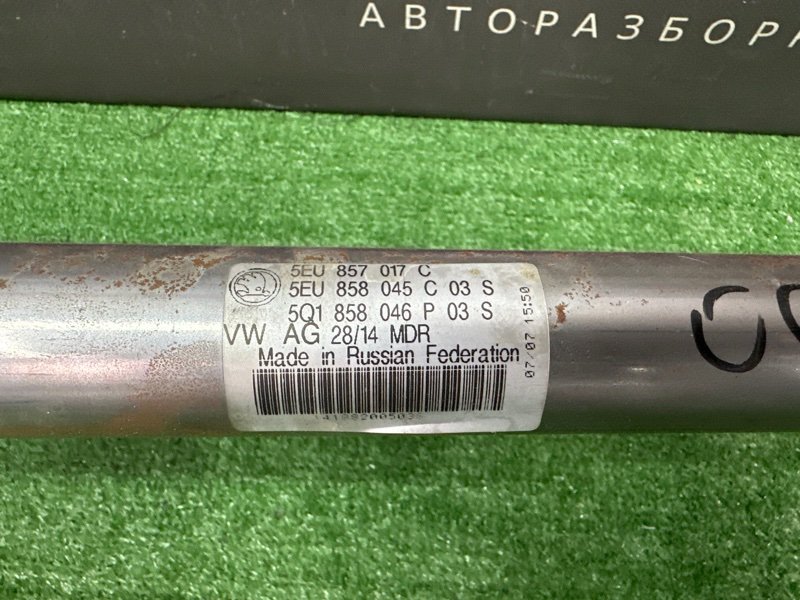 АВТОРАЗБОР
5EU 857 017 C
5EU 858 045 C 03 S
5Q1 858 046 P 03 S
VW AG 28/14 MDR
Made in Russian Federation
07/07 15:50